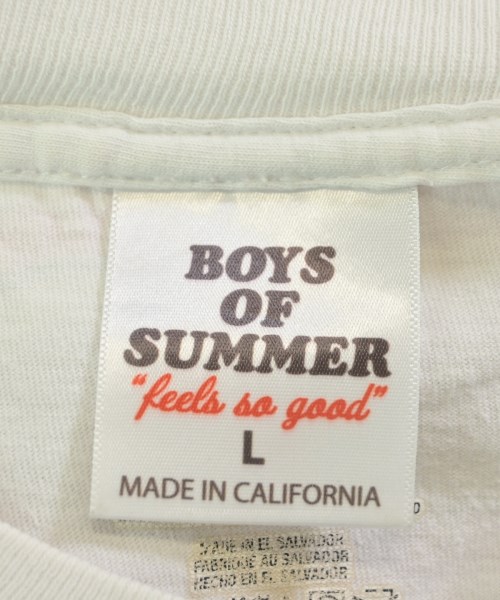 BOYS
OF
SUMMER
"feels so good"
L
MADE IN CALIFORNIA
MADE IN EL SALVADOR
FABRIQUE AU SALVADOR
HECHO EN EL SALVADOR